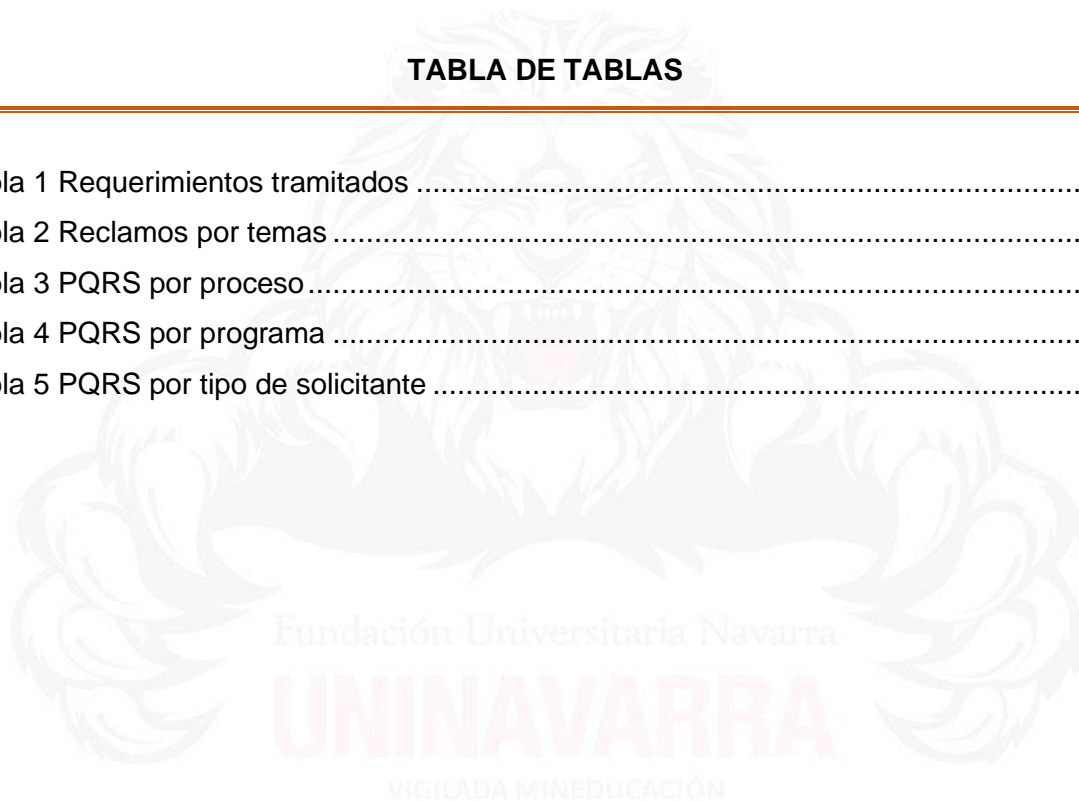 TABLA DE TABLAS
bla 1 Requerimientos tramitados ........................................................................................
bla 2 Reclamos por temas ..................................................................................................
bla 3 PQRS por proceso .....................................................................................................
bla 4 PQRS por programa ..................................................................................................
bla 5 PQRS por tipo de solicitante ......................................................................................
Fundación Universitaria Navarra
UNINAVARRA
VIGILADA MINEDUCACIÓN